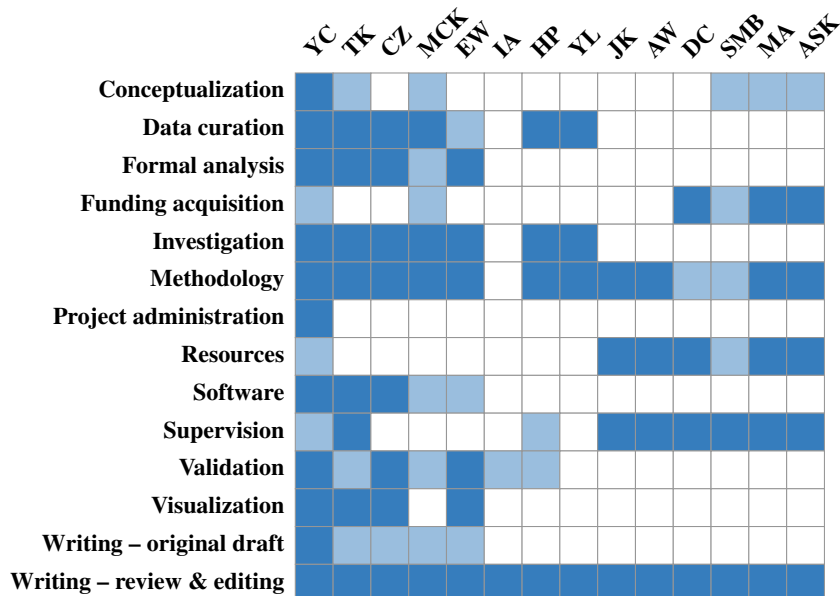 YC TK CZ MCK EW IA HP YL JK AW DC SMB MA ASK
Conceptualization
Data curation
Formal analysis
Funding acquisition
Investigation
Methodology
Project administration
Resources
Software
Supervision
Validation
Visualization
Writing – original draft
Writing – review & editing